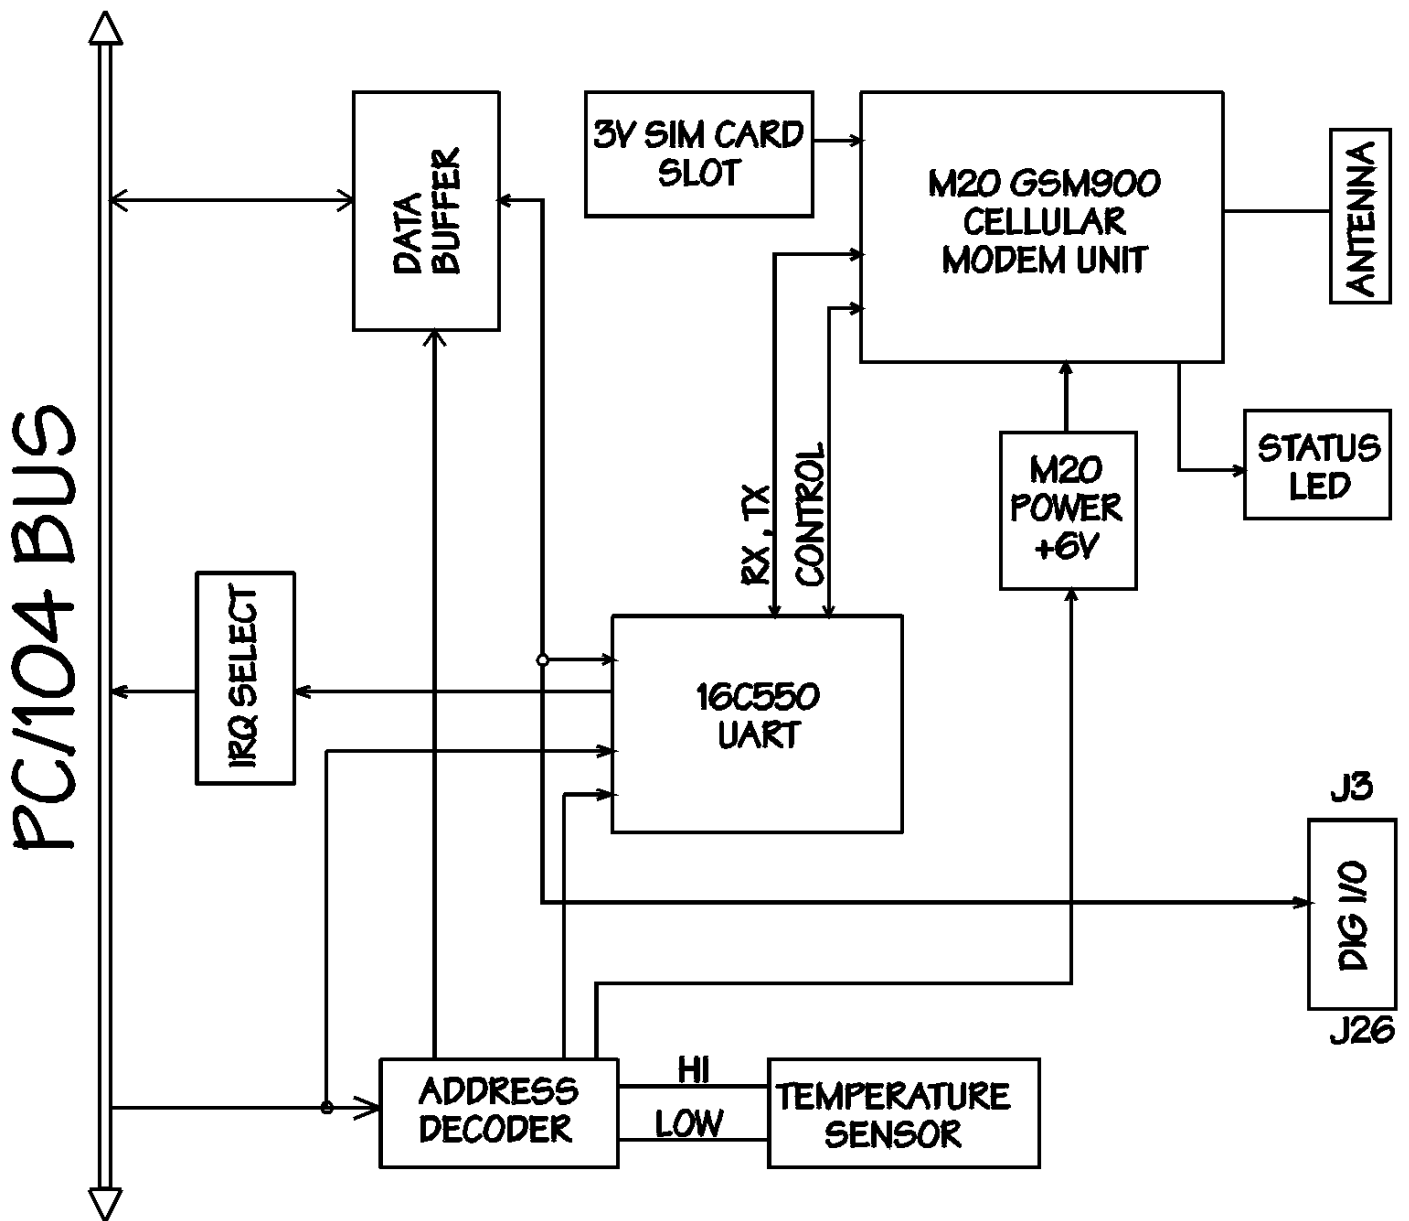 PC/104 BUS
DATA
BUFFER
3V SIM CARD
SLOT
M20 GSM900
CELLULAR
MODEM UNIT
ANTENNA
STATUS
LED
M20
POWER
+6V
RX, TX
CONTROL
IRQ SELECT
16C550
UART
J3
DIG I/O
J26
ADDRESS
DECODER
HI
LOW
TEMPERATURE
SENSOR